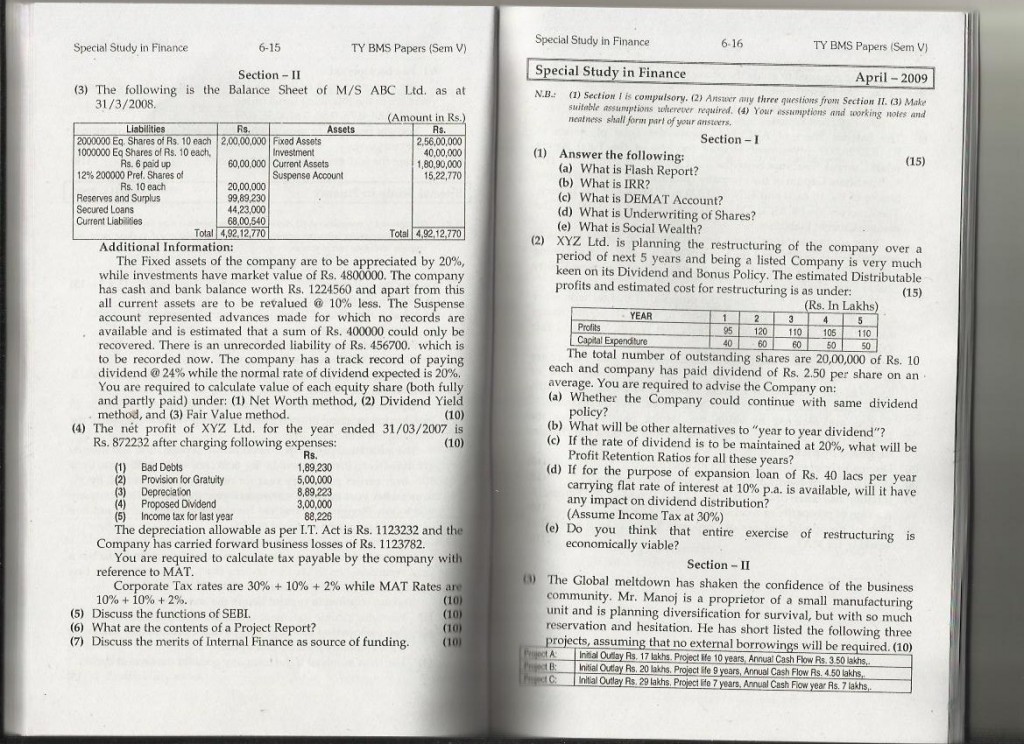 Special Study in Finance 6-15 TY BMS Papers (Sem V)
Section – II
(3) The following is the Balance Sheet of M/S ABC Ltd. as at
31/3/2008.
(Amount in Rs.)
Liabilities Rs. Assets Rs.
2000000 Eq. Shares of Rs. 10 each 2,00,00,000 Fixed Assets 2,56,00,000
1000000 Eq Shares of Rs. 10 each, Investment 40,00,000
Rs. 6 paid up 60,00,000 Current Assets 1,80,90,000
12% 200000 Pref. Shares of Suspense Account 15,22,770
Rs. 10 each 20,00,000
Reserves and Surplus 99,89,230
Secured Loans 44,23,000
Current Liabilities 68,00,540
Total 4,92,12,770 Total 4,92,12,770
Additional Information:
The Fixed assets of the company are to be appreciated by 20%,
while investments have market value of Rs. 4800000. The company
has cash and bank balance worth Rs. 1224560 and apart from this
all current assets are to be revalued @ 10% less. The Suspense
account represented advances made for which no records are
available and is estimated that a sum of Rs. 400000 could only be
recovered. There is an unrecorded liability of Rs. 456700. which is
to be recorded now. The company has a track record of paying
dividend @ 24% while the normal rate of dividend expected is 20%.
You are required to calculate value of each equity share (both fully
and partly paid) under: (1) Net Worth method, (2) Dividend Yield
method, and (3) Fair Value method. (10)
(4) The net profit of XYZ Ltd. for the year ended 31/03/2007 is
Rs. 872232 after charging following expenses: (10)
Rs.
(1) Bad Debts 1,89,230
(2) Provision for Gratuity 5,00,000
(3) Depreciation 8,89,223
(4) Proposed Dividend 3,00,000
(5) Income tax for last year 88,226
The depreciation allowable as per I.T. Act is Rs. 1123232 and the
Company has carried forward business losses of Rs. 1123782.
You are required to calculate tax payable by the company with
reference to MAT.
Corporate Tax rates are 30% + 10% + 2% while MAT Rates are
10% + 10% + 2%. (10)
(5) Discuss the functions of SEBI. (10)
(6) What are the contents of a Project Report? (10)
(7) Discuss the merits of Internal Finance as source of funding. (10)
Special Study in Finance 6-16 TY BMS Papers (Sem V)
Special Study in Finance April – 2009
N.B.: (1) Section I is compulsory. (2) Answer any three questions from Section II. (3) Make
suitable assumptions wherever required. (4) Your assumptions and working notes and
neatness shall form part of your answers.
Section – I
(1) Answer the following: (15)
(a) What is Flash Report?
(b) What is IRR?
(c) What is DEMAT Account?
(d) What is Underwriting of Shares?
(e) What is Social Wealth?
(2) XYZ Ltd. is planning the restructuring of the company over a
period of next 5 years and being a listed Company is very much
keen on its Dividend and Bonus Policy. The estimated Distributable
profits and estimated cost for restructuring is as under: (15)
(Rs. In Lakhs)
YEAR 1 2 3 4 5
Profits 95 120 110 105 110
Capital Expenditure 40 60 60 50 50
The total number of outstanding shares are 20,00,000 of Rs. 10
each and company has paid dividend of Rs. 2.50 per share on an
average. You are required to advise the Company on:
(a) Whether the Company could continue with same dividend
policy?
(b) What will be other alternatives to "year to year dividend"?
(c) If the rate of dividend is to be maintained at 20%, what will be
Profit Retention Ratios for all these years?
(d) If for the purpose of expansion loan of Rs. 40 lacs per year
carrying flat rate of interest at 10% p.a. is available, will it have
any impact on dividend distribution?
(Assume Income Tax at 30%)
(e) Do you think that entire exercise of restructuring is
economically viable?
Section – II
(3) The Global meltdown has shaken the confidence of the business
community. Mr. Manoj is a proprietor of a small manufacturing
unit and is planning diversification for survival, but with so much
reservation and hesitation. He has short listed the following three
projects, assuming that no external borrowings will be required. (10)
Project A: Initial Outlay Rs. 17 lakhs. Project life 10 years, Annual Cash Flow Rs. 3.50 lakhs,.
Project B: Initial Outlay Rs. 20 lakhs. Project life 9 years, Annual Cash Flow Rs. 4.50 lakhs,.
Project C: Initial Outlay Rs. 29 lakhs. Project life 7 years, Annual Cash Flow year Rs. 7 lakhs,.